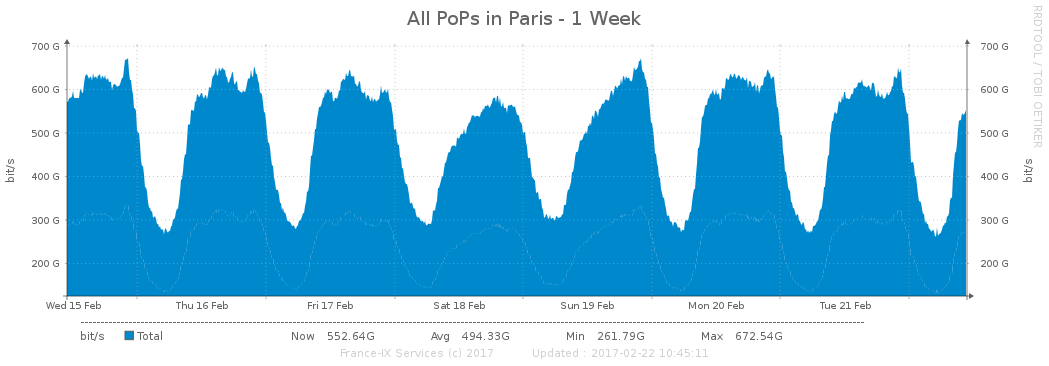 All PoPs in Paris - 1 Week
RRDTOOL / TOBI OETIKER
700 G 700 G
600 G 600 G
500 G 500 G
400 G 400 G
300 G 300 G
200 G 200 G
bit/s
bit/s
Wed 15 Feb Thu 16 Feb Fri 17 Feb Sat 18 Feb Sun 19 Feb Mon 20 Feb Tue 21 Feb
bit/s Total Now 552.64G Avg 494.33G Min 261.79G Max 672.54G
France-IX Services (c) 2017 Updated : 2017-02-22 10:45:11